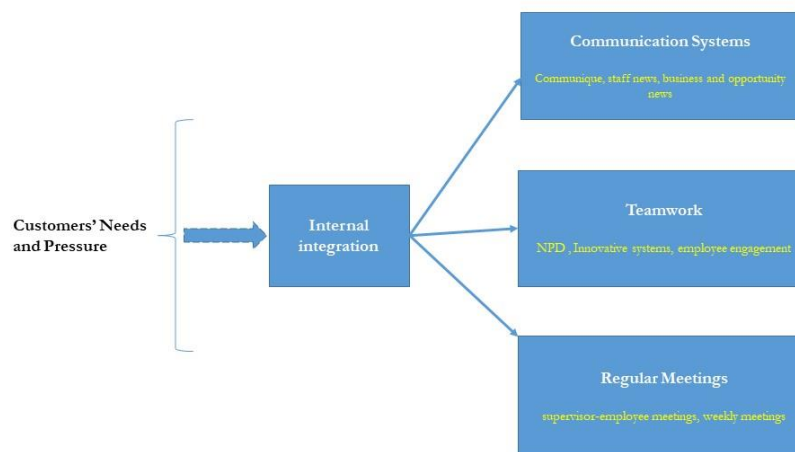 Customers’ Needs
and Pressure
Internal
integration
Communication Systems
Communique, staff news, business and opportunity
news
Teamwork
NPD , Innovative systems, employee engagement
Regular Meetings
supervisor-employee meetings, weekly meetings